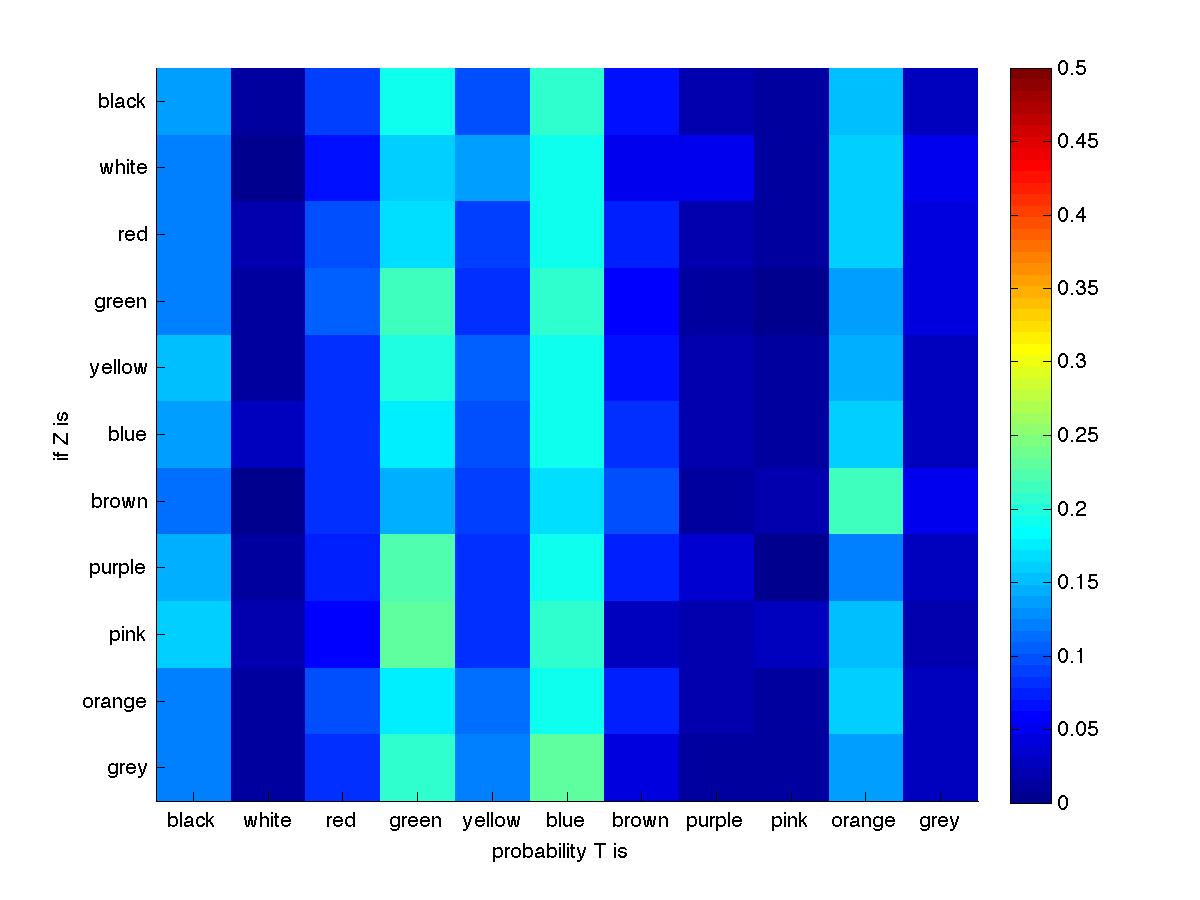 black
white
red
green
yellow
blue
brown
purple
pink
orange
grey
if Z is
black white red green yellow blue brown purple pink orange grey
probability T is
0.5
0.45
0.4
0.35
0.3
0.25
0.2
0.15
0.1
0.05
0